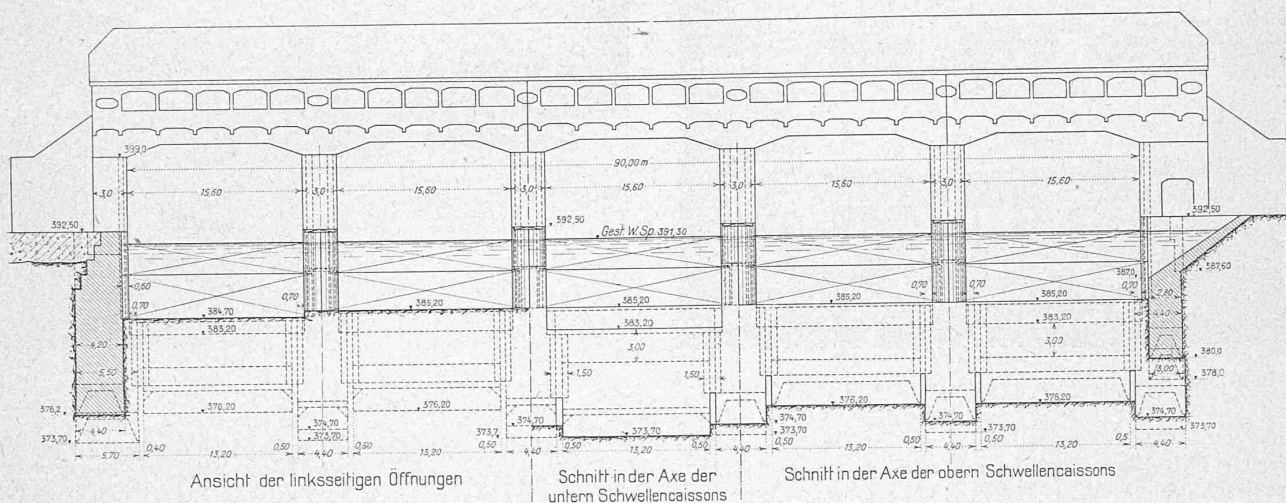 399,0
90,00 m
3,0 15,60 3,0 15,60 3,0 15,60 3,0 15,60 3,0 15,60
392,50 392,50 392,50
Gest. W. Sp. 391,30
387,0 387,60
0,60 0,70 0,70 0,70 0,70 0,70
384,70 385,20 385,20 385,20 385,20
2,80
4,40
383,20 383,20 383,20
3,00 3,00
4,20
5,50 1,50 1,50
380,0
3,00 378,0
376,2 376,20 376,20 376,20
374,70 374,70 374,70 374,70 374,70
373,70 4,40 373,70 373,7 373,70 373,70 373,70 373,70
0,40 0,50 0,50 0,50 0,50 0,50 0,50 0,50 0,50 0,5
5,70 13,20 4,40 13,20 4,40 13,20 4,40 13,20 4,40 13,20 4,40
Ansicht der linksseitigen Öffnungen
Schnitt in der Axe der
untern Schwellencaissons
Schnitt in der Axe der obern Schwellencaissons